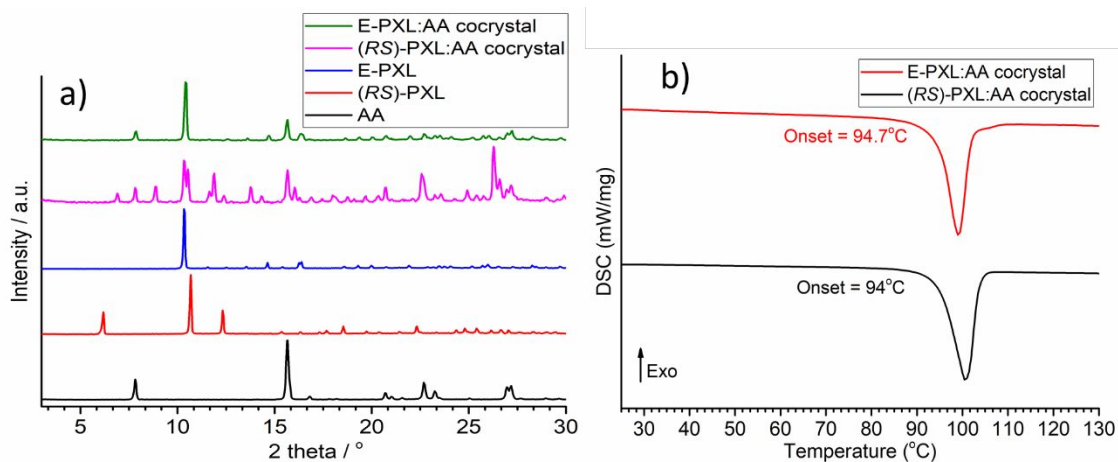 a)
E-PXL:AA cocrystal
(RS)-PXL:AA cocrystal
E-PXL
(RS)-PXL
AA
Intensity / a.u.
5 10 15 20 25 30
2 theta / °
b)
E-PXL:AA cocrystal
(RS)-PXL:AA cocrystal
Onset = 94.7°C
Onset = 94°C
DSC (mW/mg)
Exo
30 40 50 60 70 80 90 100 110 120 130
Temperature (°C)